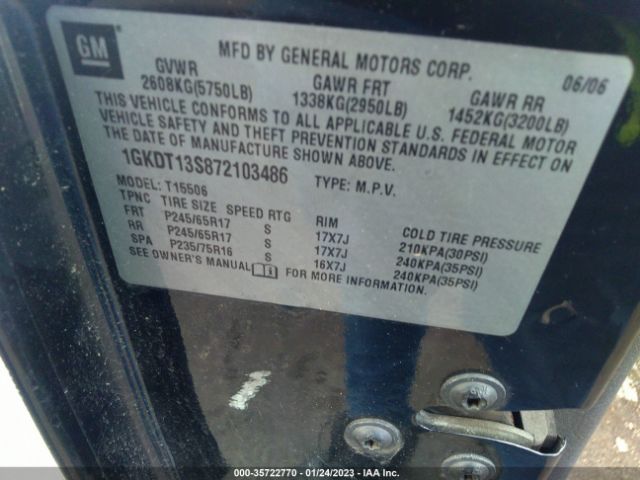 GM
MFD BY GENERAL MOTORS CORP. 06/06
GVWR GAWR FRT GAWR RR
2608KG(5750LB) 1338KG(2950LB) 1452KG(3200LB)
THIS VEHICLE CONFORMS TO ALL APPLICABLE U.S. FEDERAL MOTOR
VEHICLE SAFETY AND THEFT PREVENTION STANDARDS IN EFFECT ON
THE DATE OF MANUFACTURE SHOWN ABOVE.
1GKDT13S872103486 TYPE: M.P.V.
MODEL: T15506
TPNC TIRE SIZE SPEED RTG RIM COLD TIRE PRESSURE
FRT P245/65R17 S 17X7J 210KPA(30PSI)
RR P245/65R17 S 17X7J 240KPA(35PSI)
SPA P235/75R16 S 16X7J 240KPA(35PSI)
SEE OWNER'S MANUAL FOR MORE INFORMATION.
000-35722770 - 01/24/2023 - IAA Inc.